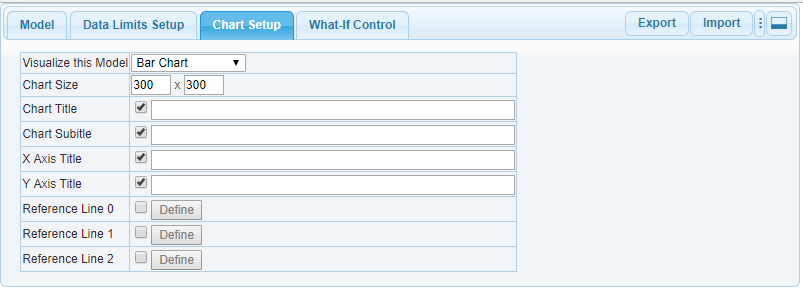 Model Data Limits Setup Chart Setup What-If Control Export Import
Visualize this Model Bar Chart
Chart Size 300 x 300
Chart Title
Chart Subitle
X Axis Title
Y Axis Title
Reference Line 0 Define
Reference Line 1 Define
Reference Line 2 Define